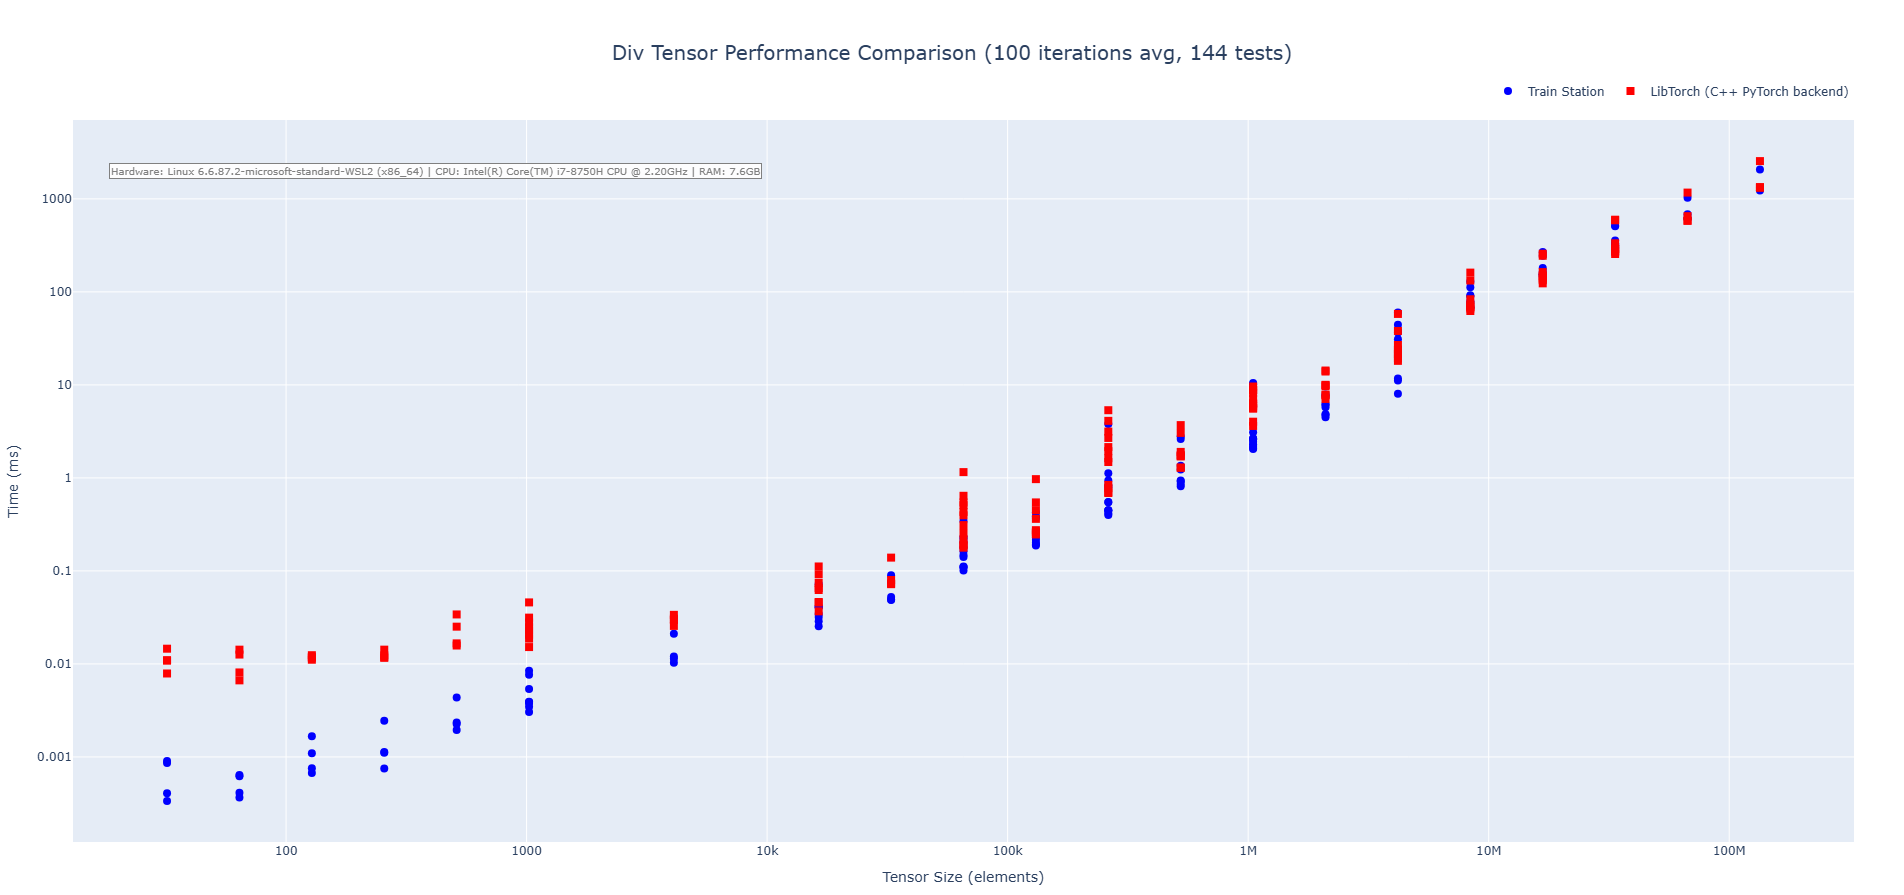 Div Tensor Performance Comparison (100 iterations avg, 144 tests)
Train Station
LibTorch (C++ PyTorch backend)
Hardware: Linux 6.6.87.2-microsoft-standard-WSL2 (x86_64) | CPU: Intel(R) Core(TM) i7-8750H CPU @ 2.20GHz | RAM: 7.6GB
1000
100
10
1
0.1
0.01
0.001
Time (ms)
100
1000
10k
100k
1M
10M
100M
Tensor Size (elements)